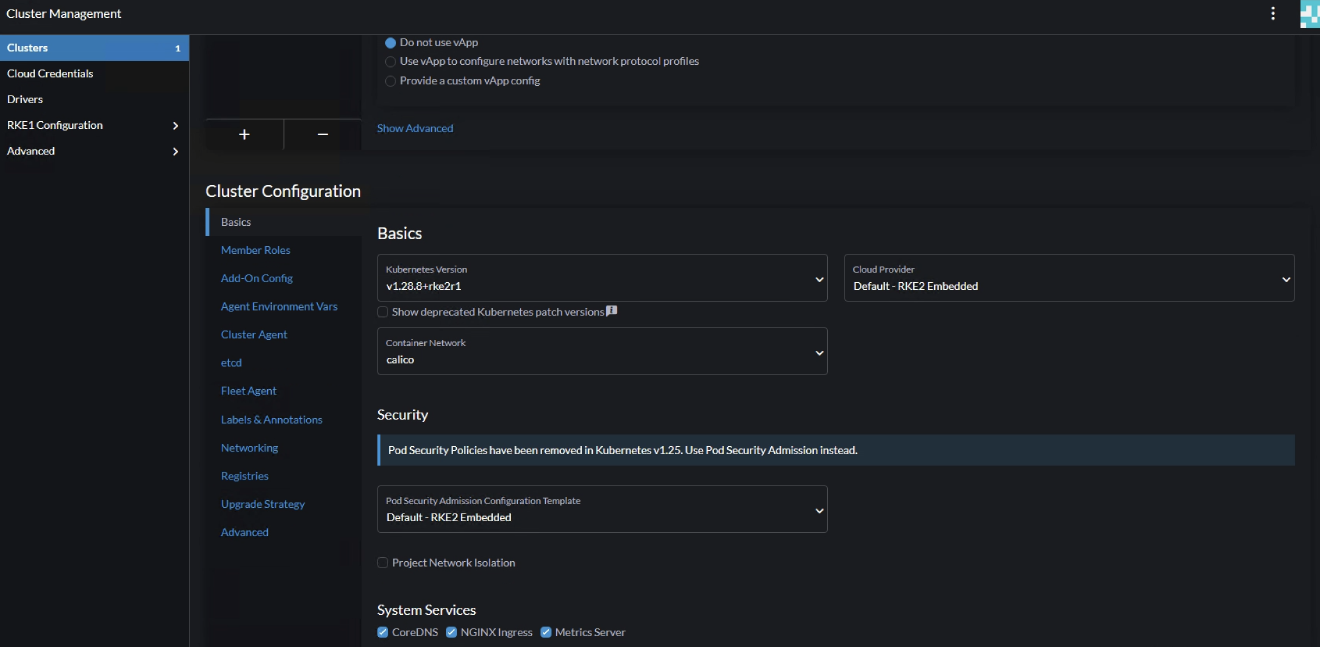 Cluster Management
Clusters 1
Cloud Credentials
Drivers
RKE1 Configuration
Advanced
Do not use vApp
Use vApp to configure networks with network protocol profiles
Provide a custom vApp config
+ −
Show Advanced
Cluster Configuration
Basics
Member Roles
Add-On Config
Agent Environment Vars
Cluster Agent
etcd
Fleet Agent
Labels & Annotations
Networking
Registries
Upgrade Strategy
Advanced
Basics
Kubernetes Version
v1.28.8+rke2r1
Cloud Provider
Default - RKE2 Embedded
Show deprecated Kubernetes patch versions
Container Network
calico
Security
Pod Security Policies have been removed in Kubernetes v1.25. Use Pod Security Admission instead.
Pod Security Admission Configuration Template
Default - RKE2 Embedded
Project Network Isolation
System Services
CoreDNS NGINX Ingress Metrics Server